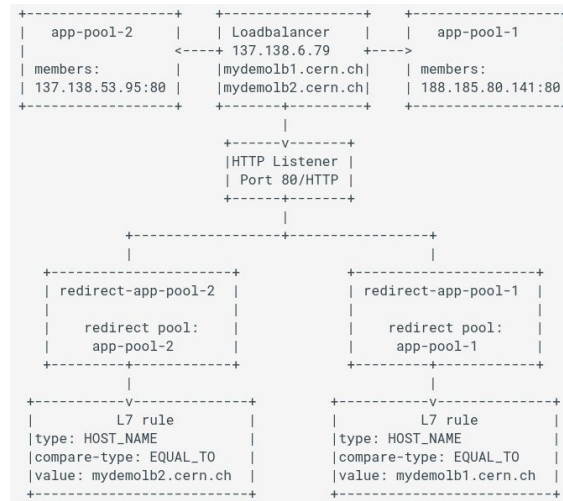 app-pool-2
Loadbalancer
app-pool-1
137.138.6.79
members:
mydemolb1.cern.ch
members:
137.138.53.95:80
mydemolb2.cern.ch
188.185.80.141:80
HTTP Listener
Port 80/HTTP
redirect-app-pool-2
redirect-app-pool-1
redirect pool:
redirect pool:
app-pool-2
app-pool-1
L7 rule
L7 rule
type: HOST_NAME
type: HOST_NAME
compare-type: EQUAL_TO
compare-type: EQUAL_TO
value: mydemolb2.cern.ch
value: mydemolb1.cern.ch